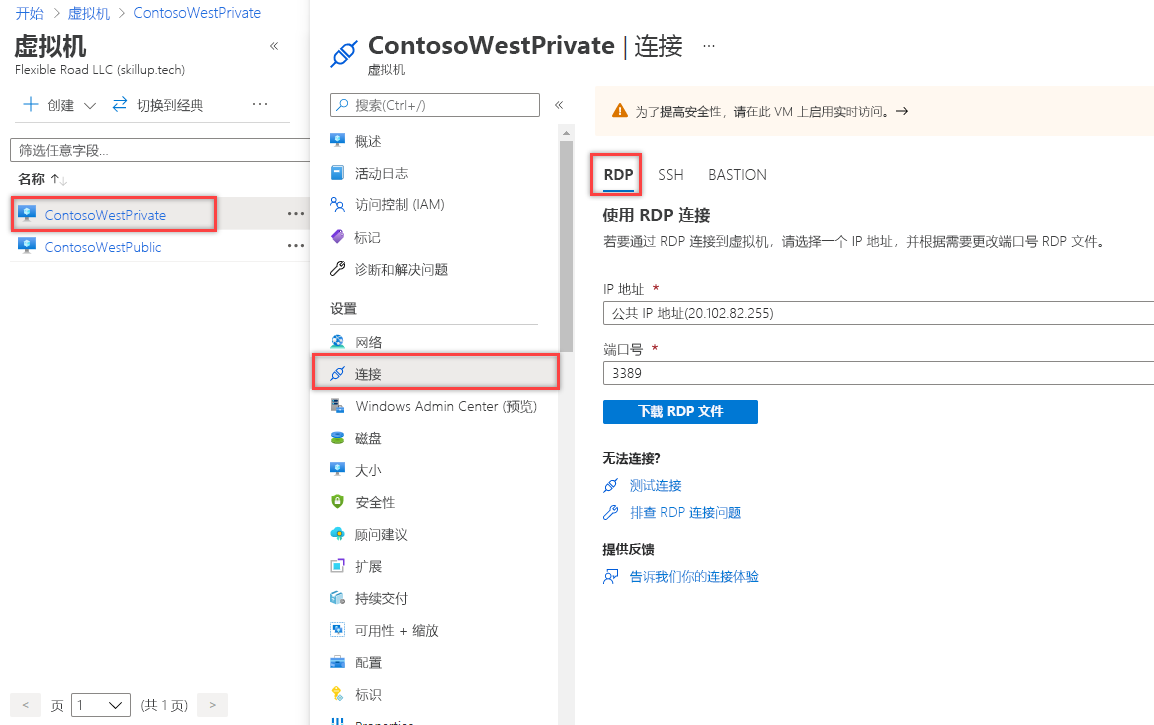 开始 > 虚拟机 > ContosoWestPrivate
虚拟机
«
Flexible Road LLC (skillup.tech)
+ 创建 切换到经典 ...
筛选任意字段...
名称 ↑↓
ContosoWestPrivate ...
ContosoWestPublic ...
< 页 1 (共 1 页) >
ContosoWestPrivate | 连接 ...
虚拟机
搜索(Ctrl+/)
«
概述
活动日志
访问控制 (IAM)
标记
诊断和解决问题
设置
网络
连接
Windows Admin Center (预览)
磁盘
大小
安全性
顾问建议
扩展
持续交付
可用性 + 缩放
配置
标识
Properties
为了提高安全性，请在此 VM 上启用实时访问。→
RDP SSH BASTION
使用 RDP 连接
若要通过 RDP 连接到虚拟机，请选择一个 IP 地址，并根据需要更改端口号 RDP 文件。
IP 地址 *
公共 IP 地址(20.102.82.255)
端口号 *
3389
下载 RDP 文件
无法连接?
测试连接
排查 RDP 连接问题
提供反馈
告诉我们你的连接体验